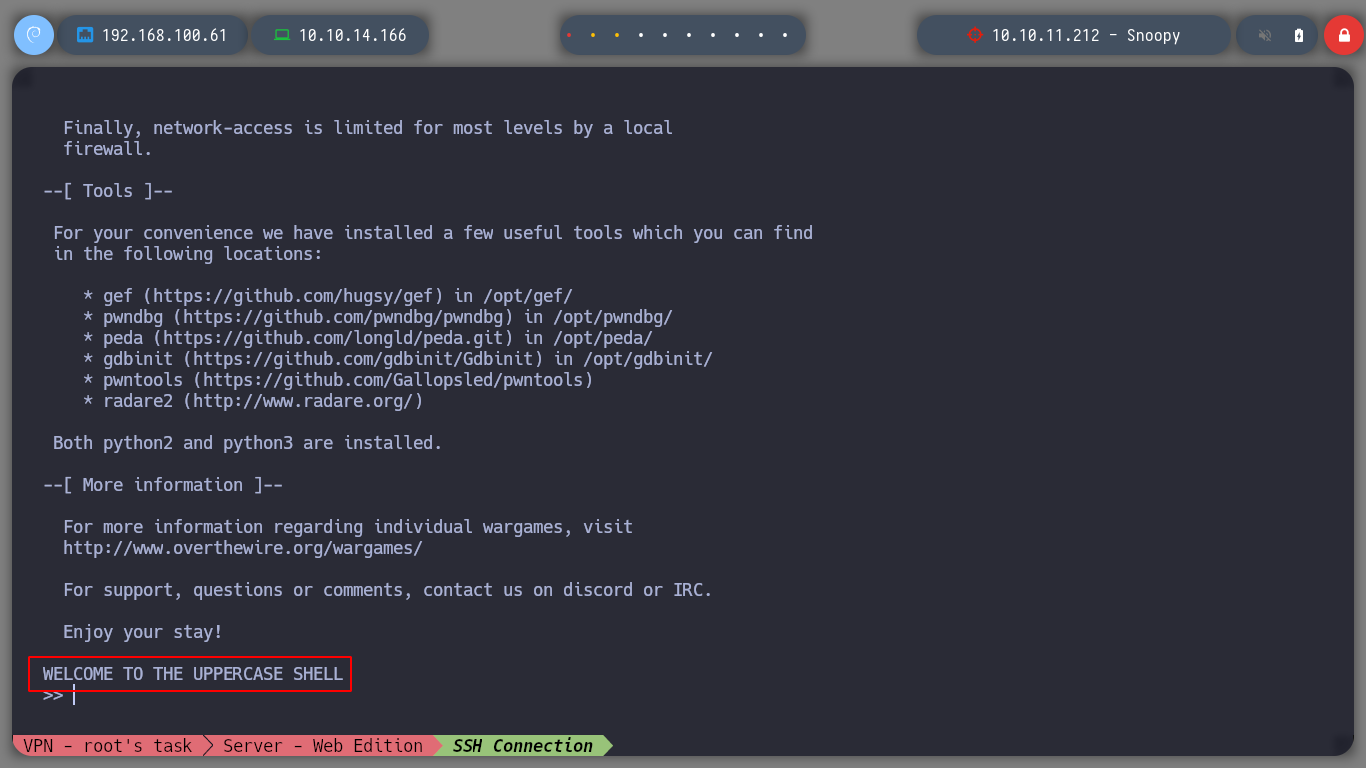 192.168.100.61 10.10.14.166 10.10.11.212 - Snoopy
Finally, network-access is limited for most levels by a local
firewall.
--[ Tools ]--
For your convenience we have installed a few useful tools which you can find
in the following locations:
* gef (https://github.com/hugsy/gef) in /opt/gef/
* pwndbg (https://github.com/pwndbg/pwndbg) in /opt/pwndbg/
* peda (https://github.com/longld/peda.git) in /opt/peda/
* gdbinit (https://github.com/gdbinit/Gdbinit) in /opt/gdbinit/
* pwntools (https://github.com/Gallopsled/pwntools)
* radare2 (http://www.radare.org/)
Both python2 and python3 are installed.
--[ More information ]--
For more information regarding individual wargames, visit
http://www.overthewire.org/wargames/
For support, questions or comments, contact us on discord or IRC.
Enjoy your stay!
WELCOME TO THE UPPERCASE SHELL
>>
VPN - root's task Server - Web Edition SSH Connection